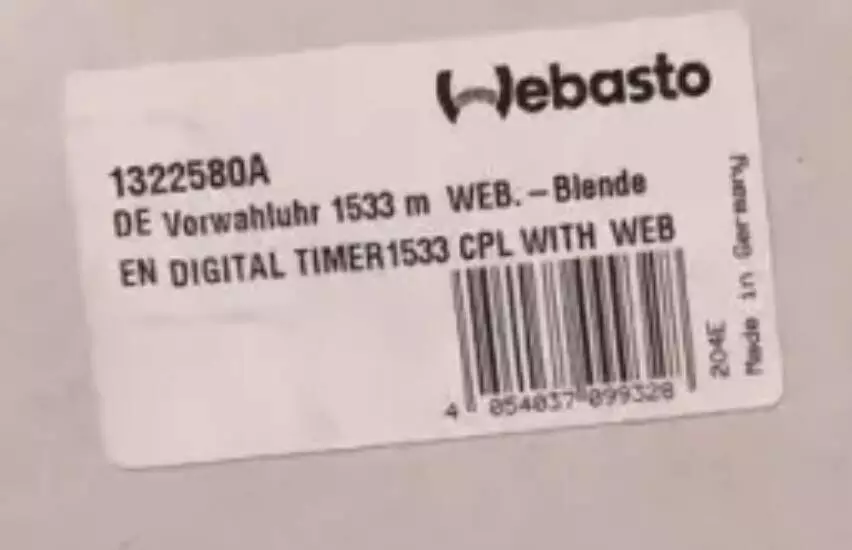 Webasto
1322580A
DE Vorwahluhr 1533 m WEB.-Blende
EN DIGITAL TIMER1533 CPL WITH WEB
4 054037 099328
204E
Made in Germany